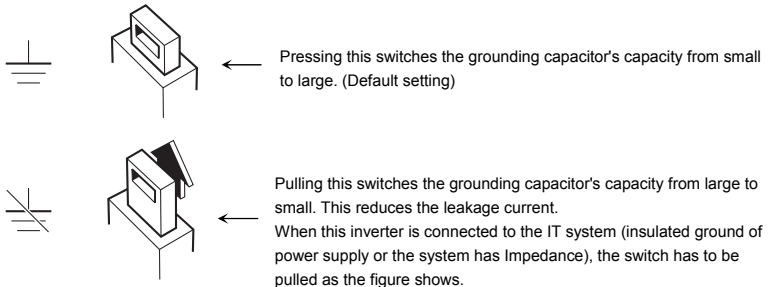 Pressing this switches the grounding capacitor's capacity from small
to large. (Default setting)
Pulling this switches the grounding capacitor's capacity from large to
small. This reduces the leakage current.
When this inverter is connected to the IT system (insulated ground of
power supply or the system has Impedance), the switch has to be
pulled as the figure shows.